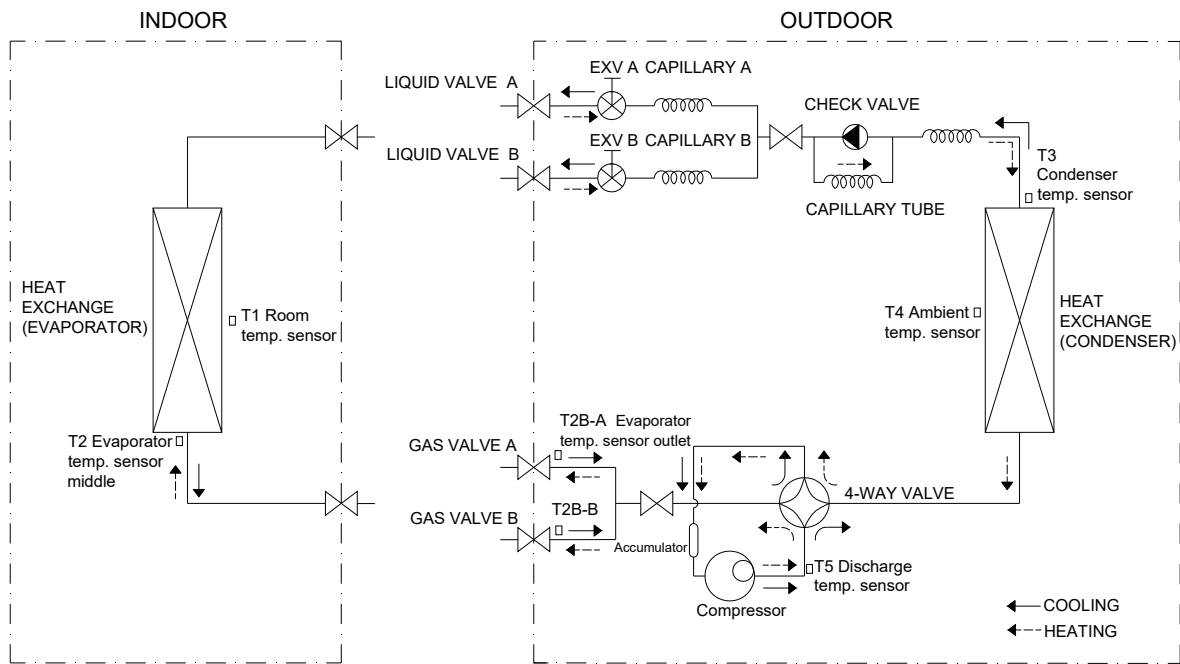 INDOOR
OUTDOOR
LIQUID VALVE A
EXV A CAPILLARY A
CHECK VALVE
LIQUID VALVE B
EXV B CAPILLARY B
T3
Condenser
temp. sensor
CAPILLARY TUBE
HEAT
EXCHANGE
(EVAPORATOR)
T1 Room
temp. sensor
T4 Ambient
temp. sensor
HEAT
EXCHANGE
(CONDENSER)
T2 Evaporator
temp. sensor
middle
GAS VALVE A
T2B-A Evaporator
temp. sensor outlet
4-WAY VALVE
GAS VALVE B
T2B-B
Accumulator
T5 Discharge
temp. sensor
Compressor
COOLING
HEATING